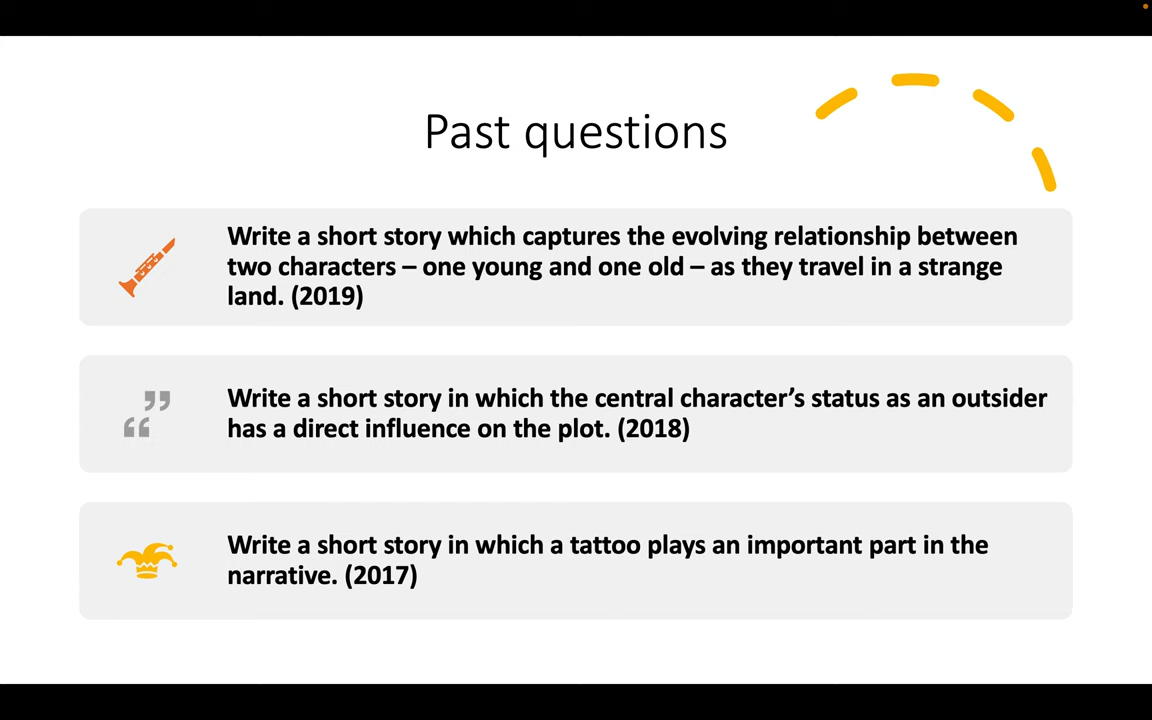 Past questions
Write a short story which captures the evolving relationship between
two characters – one young and one old – as they travel in a strange
land. (2019)
Write a short story in which the central character’s status as an outsider
has a direct influence on the plot. (2018)
Write a short story in which a tattoo plays an important part in the
narrative. (2017)